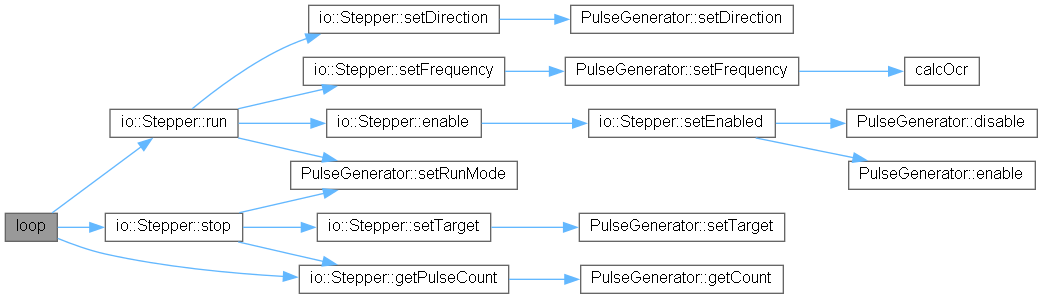 io::Stepper::setDirection
PulseGenerator::setDirection
io::Stepper::setFrequency
PulseGenerator::setFrequency
calcOcr
io::Stepper::run
io::Stepper::enable
io::Stepper::setEnabled
PulseGenerator::disable
PulseGenerator::setRunMode
PulseGenerator::enable
loop
io::Stepper::stop
io::Stepper::setTarget
PulseGenerator::setTarget
io::Stepper::getPulseCount
PulseGenerator::getCount